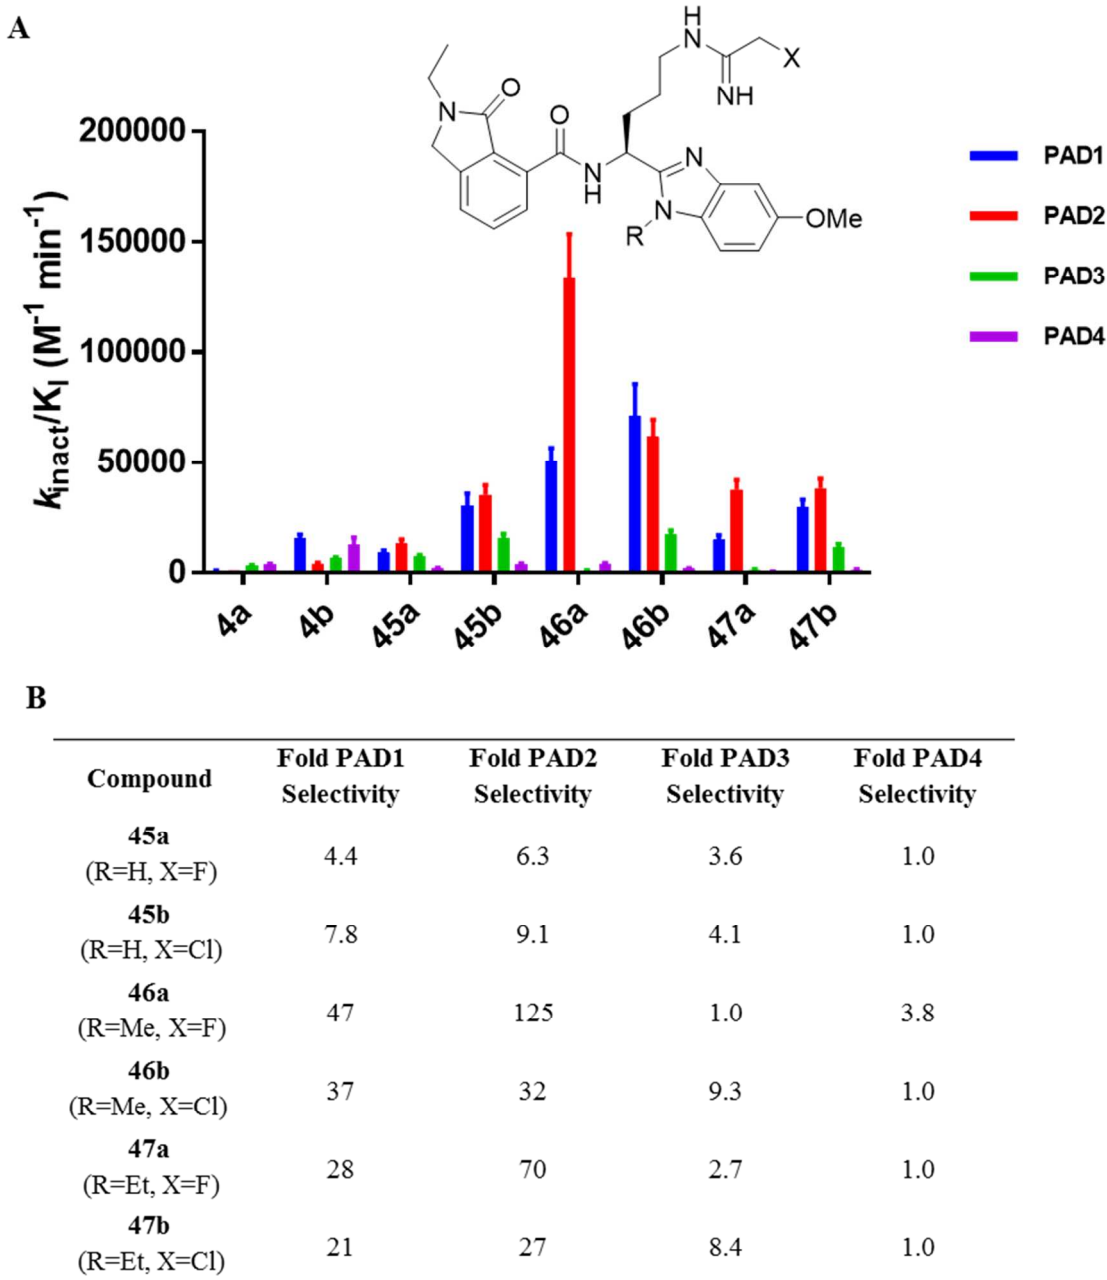 A
H
N
X
NH
O
N
O
N
H
N
N
R
OMe
PAD1
PAD2
PAD3
PAD4
kinact/KI (M-1 min-1)
200000
150000
100000
50000
0
4a 4b 45a 45b 46a 46b 47a 47b
B
Compound Fold PAD1 Selectivity Fold PAD2 Selectivity Fold PAD3 Selectivity Fold PAD4 Selectivity
45a
(R=H, X=F) 4.4 6.3 3.6 1.0
45b
(R=H, X=Cl) 7.8 9.1 4.1 1.0
46a
(R=Me, X=F) 47 125 1.0 3.8
46b
(R=Me, X=Cl) 37 32 9.3 1.0
47a
(R=Et, X=F) 28 70 2.7 1.0
47b
(R=Et, X=Cl) 21 27 8.4 1.0